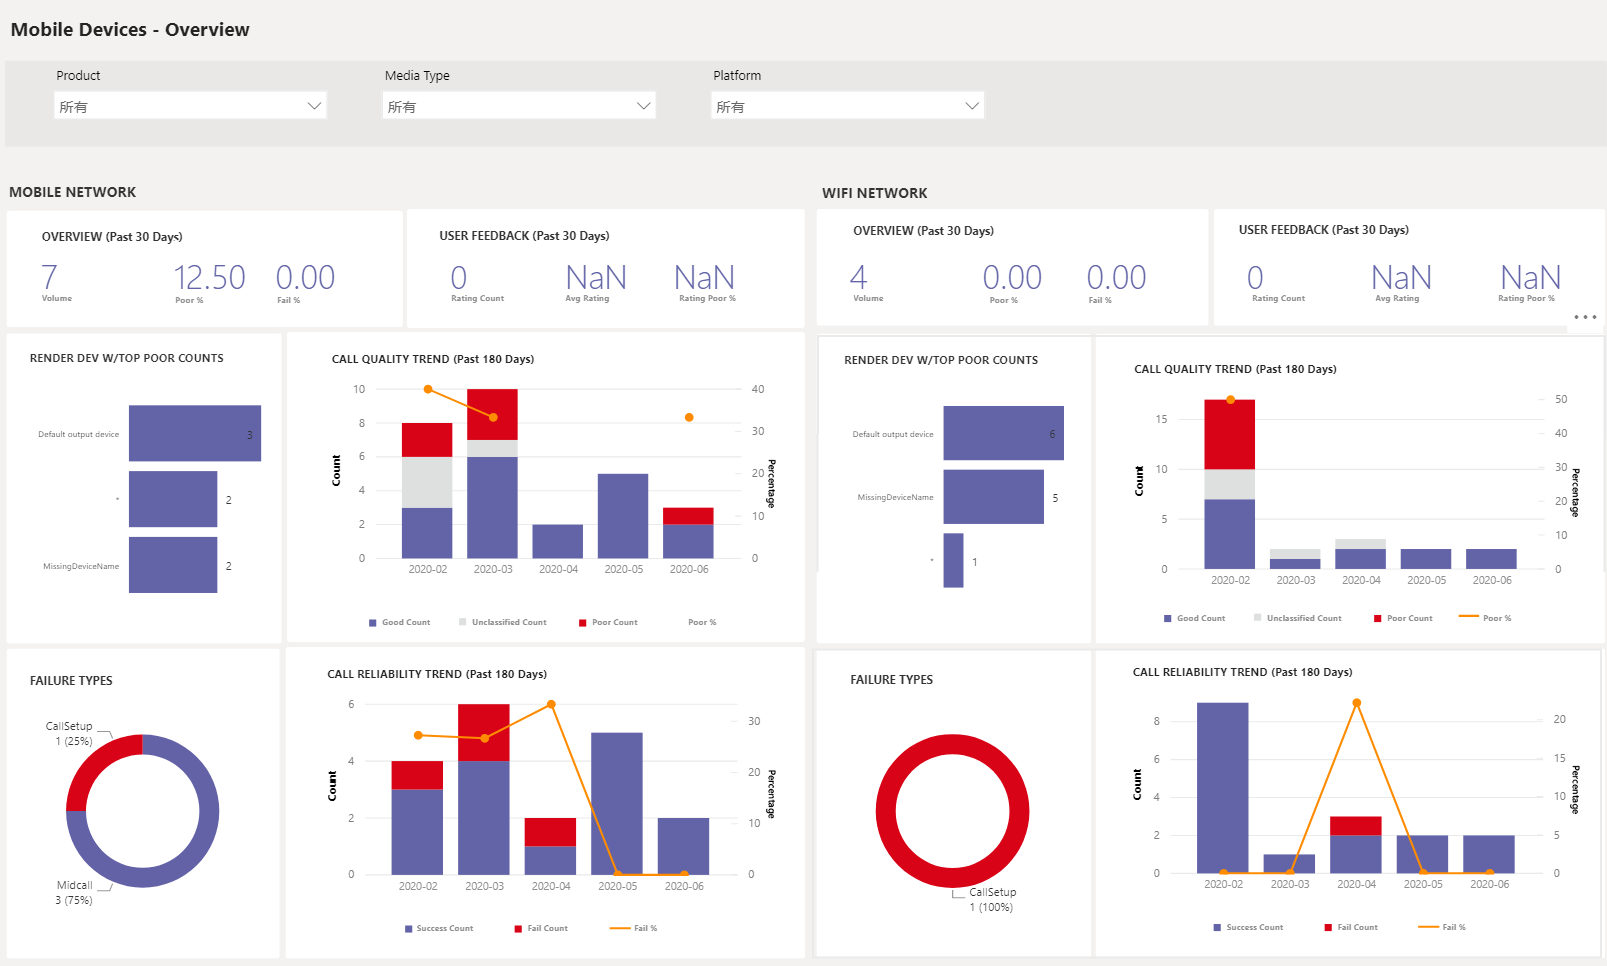 Mobile Devices - Overview
Product
Media Type
Platform
所有
所有
所有
MOBILE NETWORK
OVERVIEW (Past 30 Days)
7
12.50
0.00
Volume
Poor %
Fail %
USER FEEDBACK (Past 30 Days)
0
NaN
NaN
Rating Count
Avg Rating
Rating Poor %
RENDER DEV W/TOP POOR COUNTS
Default output device
3
*
2
MissingDeviceName
2
CALL QUALITY TREND (Past 180 Days)
10
8
6
4
2
0
Count
40
30
20
10
0
Percentage
2020-02
2020-03
2020-04
2020-05
2020-06
Good Count
Unclassified Count
Poor Count
Poor %
FAILURE TYPES
CallSetup
1 (25%)
Midcall
3 (75%)
CALL RELIABILITY TREND (Past 180 Days)
6
4
2
0
Count
30
20
10
0
Percentage
2020-02
2020-03
2020-04
2020-05
2020-06
Success Count
Fail Count
Fail %
WIFI NETWORK
OVERVIEW (Past 30 Days)
4
0.00
0.00
Volume
Poor %
Fail %
USER FEEDBACK (Past 30 Days)
0
NaN
NaN
Rating Count
Avg Rating
Rating Poor %
RENDER DEV W/TOP POOR COUNTS
Default output device
6
MissingDeviceName
5
*
1
CALL QUALITY TREND (Past 180 Days)
15
10
5
0
Count
50
40
30
20
10
0
Percentage
2020-02
2020-03
2020-04
2020-05
2020-06
Good Count
Unclassified Count
Poor Count
Poor %
FAILURE TYPES
CallSetup
1 (100%)
CALL RELIABILITY TREND (Past 180 Days)
8
6
4
2
0
Count
20
15
10
5
0
Percentage
2020-02
2020-03
2020-04
2020-05
2020-06
Success Count
Fail Count
Fail %